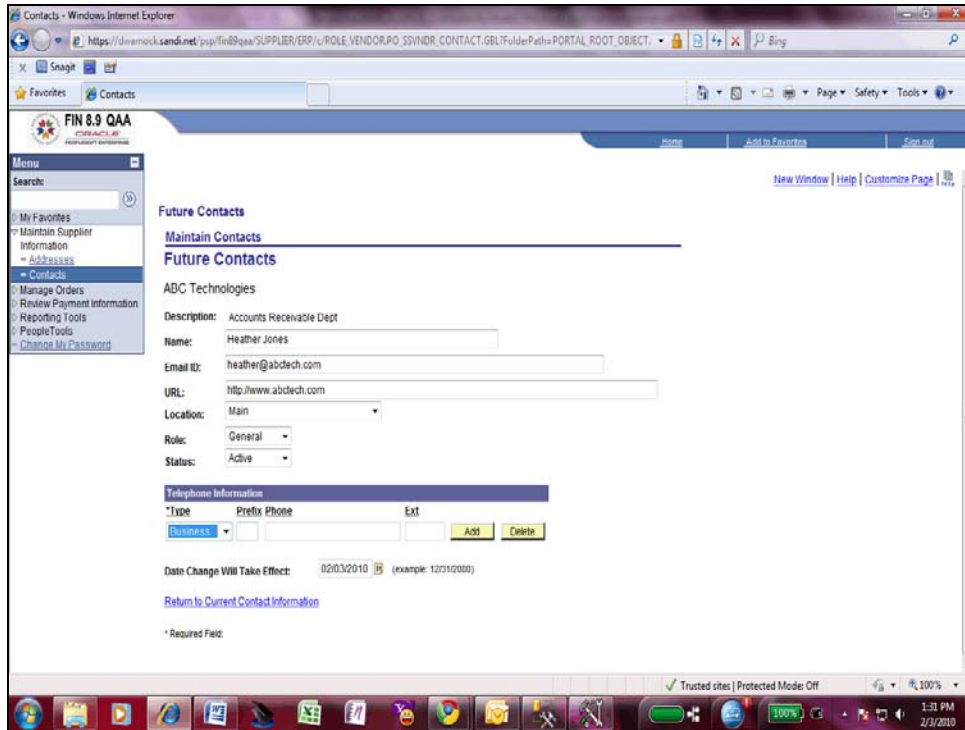 Contacts - Windows Internet Explorer
https://dwamock.sandi.net/psp/fin89qaa/SUPPLIER/ERP/c/ROLE_VENDOR.PO_SSVNDR_CONTACT.GBL?FolderPath=PORTAL_ROOT_OBJECT.
Bing
x Snagit
Favorites Contacts Page Safety Tools
FIN 8.9 QAA
ORACLE
PEOPLESOFT ENTERPRISE
Home Add to Favorites Sign out
Menu
Search:
New Window | Help | Customize Page |
My Favorites
Maintain Supplier
Information
- Addresses
- Contacts
Manage Orders
Review Payment Information
Reporting Tools
PeopleTools
- Change My Password
Future Contacts
Maintain Contacts
Future Contacts
ABC Technologies
Description: Accounts Receivable Dept
Name: Heather Jones
Email ID: heather@abctech.com
URL: http://www.abctech.com
Location: Main
Role: General
Status: Active
Telephone Information
*Type Prefix Phone Ext
Business Add Delete
Date Change Will Take Effect: 02/03/2010 (example: 12/31/2000)
Return to Current Contact Information
* Required Field:
Trusted sites | Protected Mode: Off 100%
100%
1:31 PM
2/3/2010